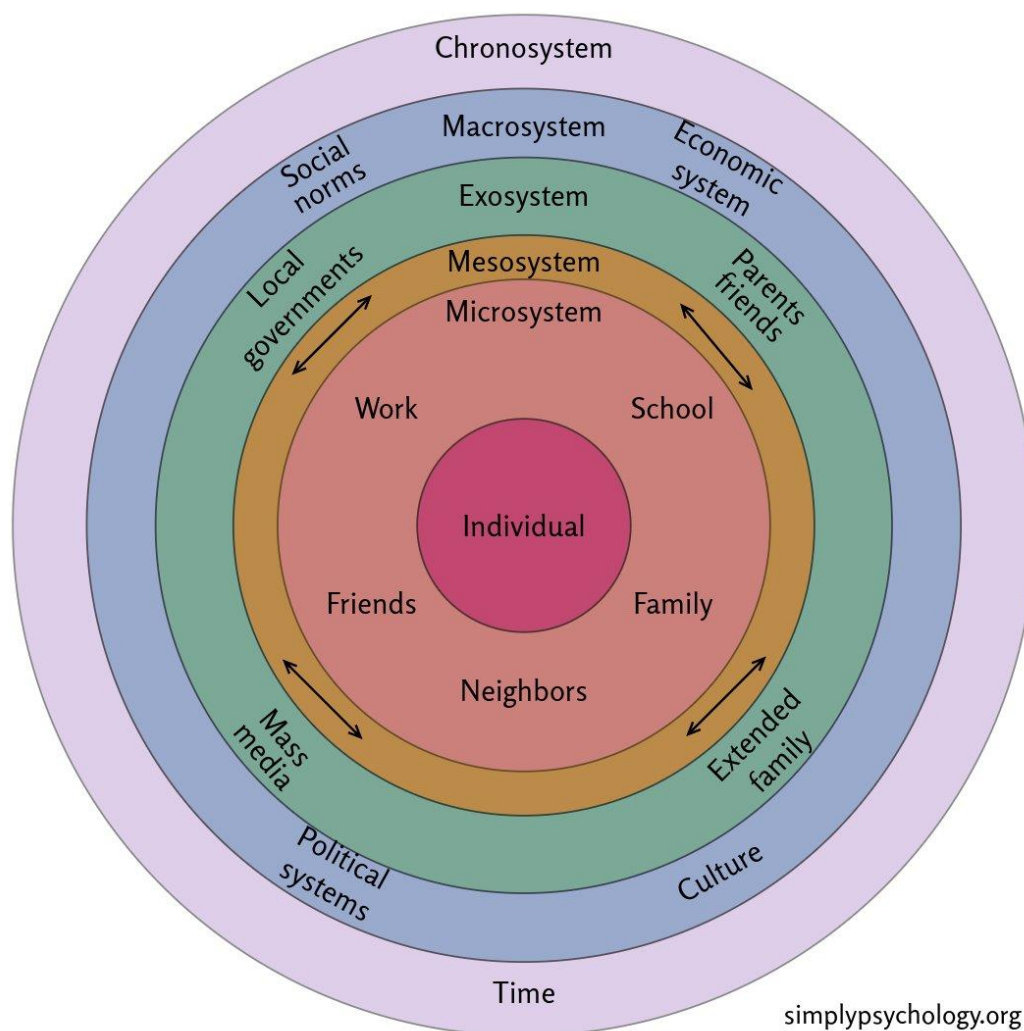 Chronosystem
Macrosystem
Social
norms
Economic
system
Exosystem
Local
governments
Parents
friends
Mesosystem
Microsystem
Work
School
Individual
Friends
Family
Neighbors
Mass
media
Extended
family
Political
systems
Culture
Time
simplypsychology.org